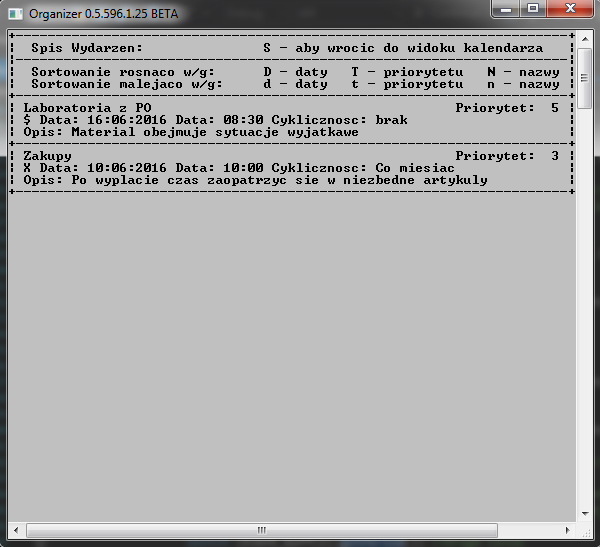 Organizer 0.5.596.1.25 BETA
Spis Wydarzen: S - aby wrocic do widoku kalendarza
Sortowanie rosnaco w/g: D - daty T - priorytetu N - nazwy
Sortowanie malejaco w/g: d - daty t - priorytetu n - nazwy
Laboratoria z PO Priorytet: 5
$ Data: 16:06:2016 Data: 08:30 Cyklicznosc: brak
Opis: Material obejmuje sytuacje wyjatkawe
Zakupy Priorytet: 3
X Data: 10:06:2016 Data: 10:00 Cyklicznosc: Co miesiac
Opis: Po wyplacie czas zaopatrzyc sie w niezbedne artykuly